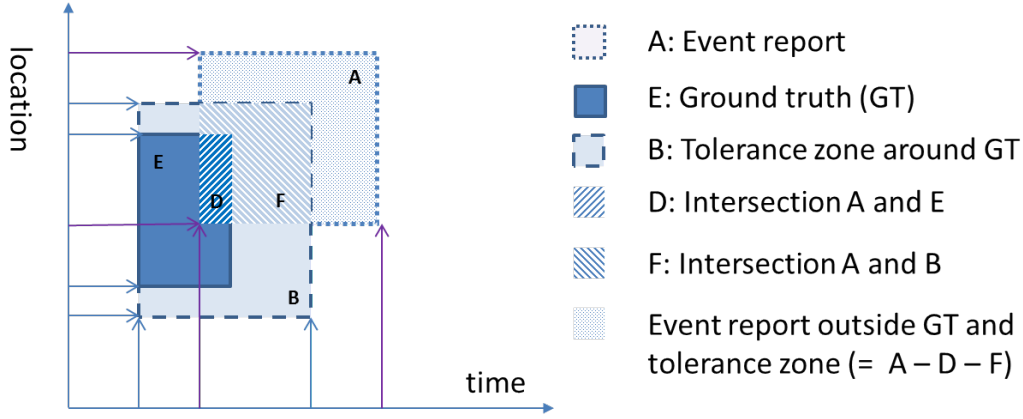 location
A
E
D
F
B
time
A: Event report
E: Ground truth (GT)
B: Tolerance zone around GT
D: Intersection A and E
F: Intersection A and B
Event report outside GT and
tolerance zone (= A – D – F)